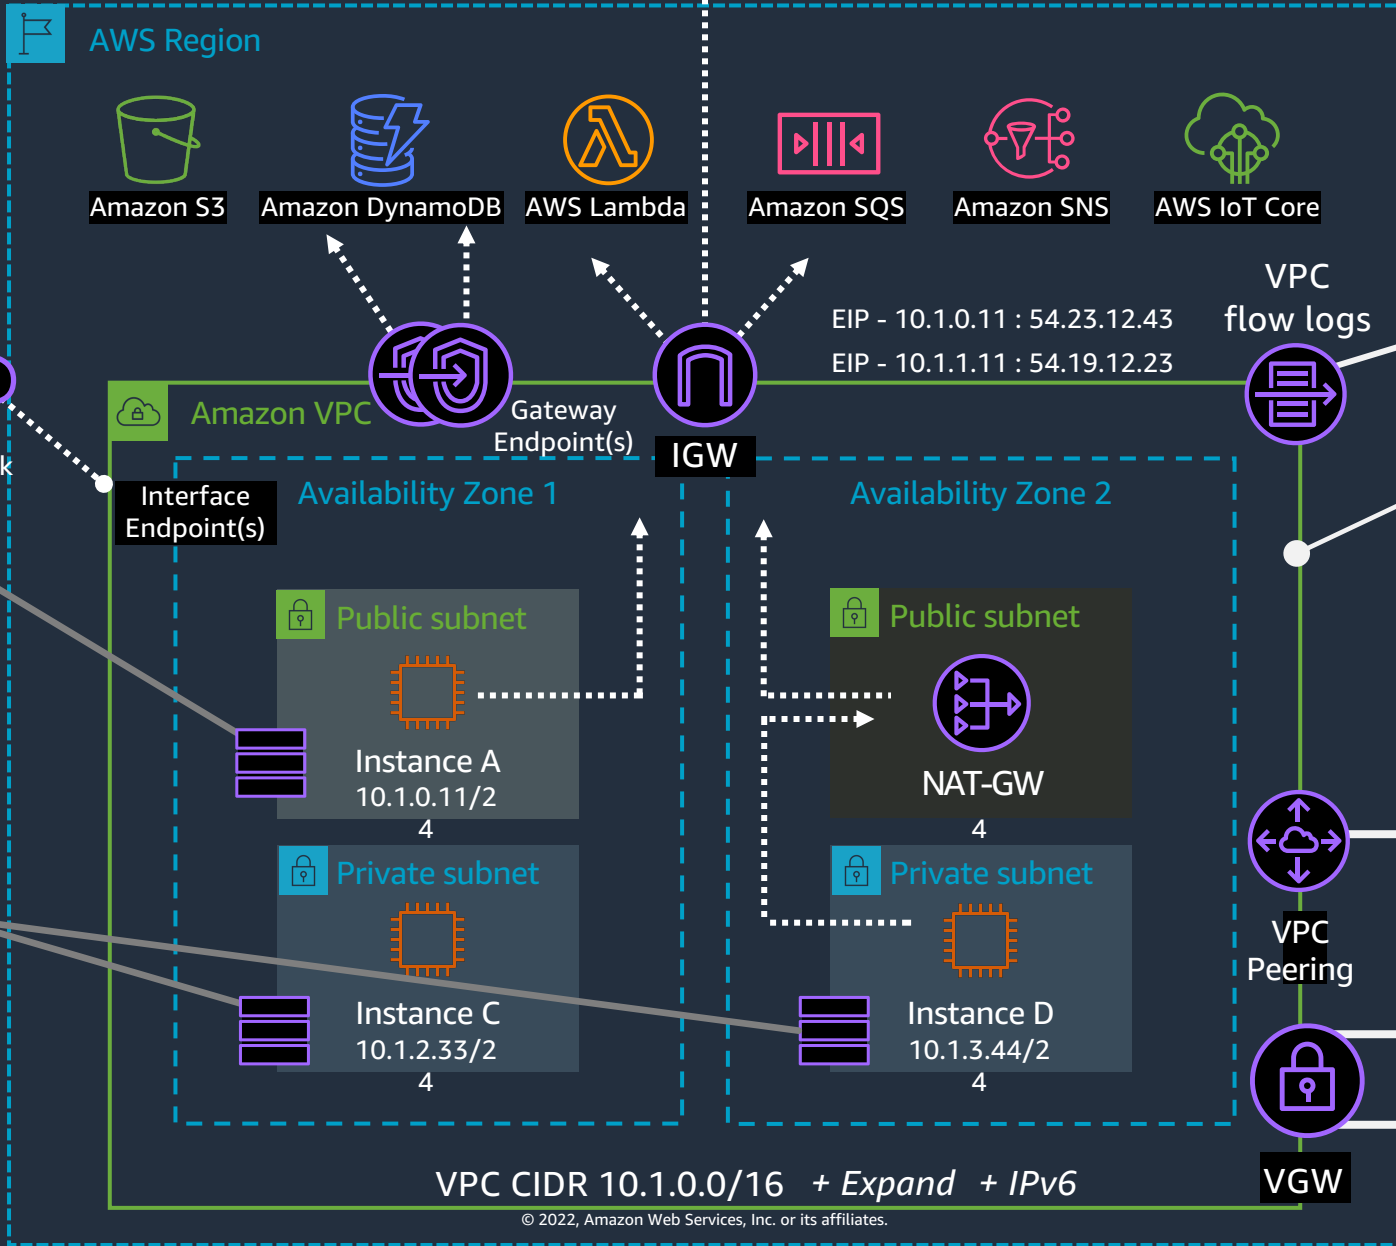 AWS Region
Amazon S3
Amazon DynamoDB
AWS Lambda
Amazon SQS
Amazon SNS
AWS IoT Core
VPC
flow logs
EIP - 10.1.0.11 : 54.23.12.43
EIP - 10.1.1.11 : 54.19.12.23
Amazon VPC
Gateway
Endpoint(s)
IGW
k
Interface
Endpoint(s)
Availability Zone 1
Availability Zone 2
Public subnet
Instance A
10.1.0.11/2
4
Public subnet
NAT-GW
4
Private subnet
Instance C
10.1.2.33/2
4
Private subnet
Instance D
10.1.3.44/2
4
VPC
Peering
VGW
VPC CIDR 10.1.0.0/16 + Expand + IPv6
© 2022, Amazon Web Services, Inc. or its affiliates.